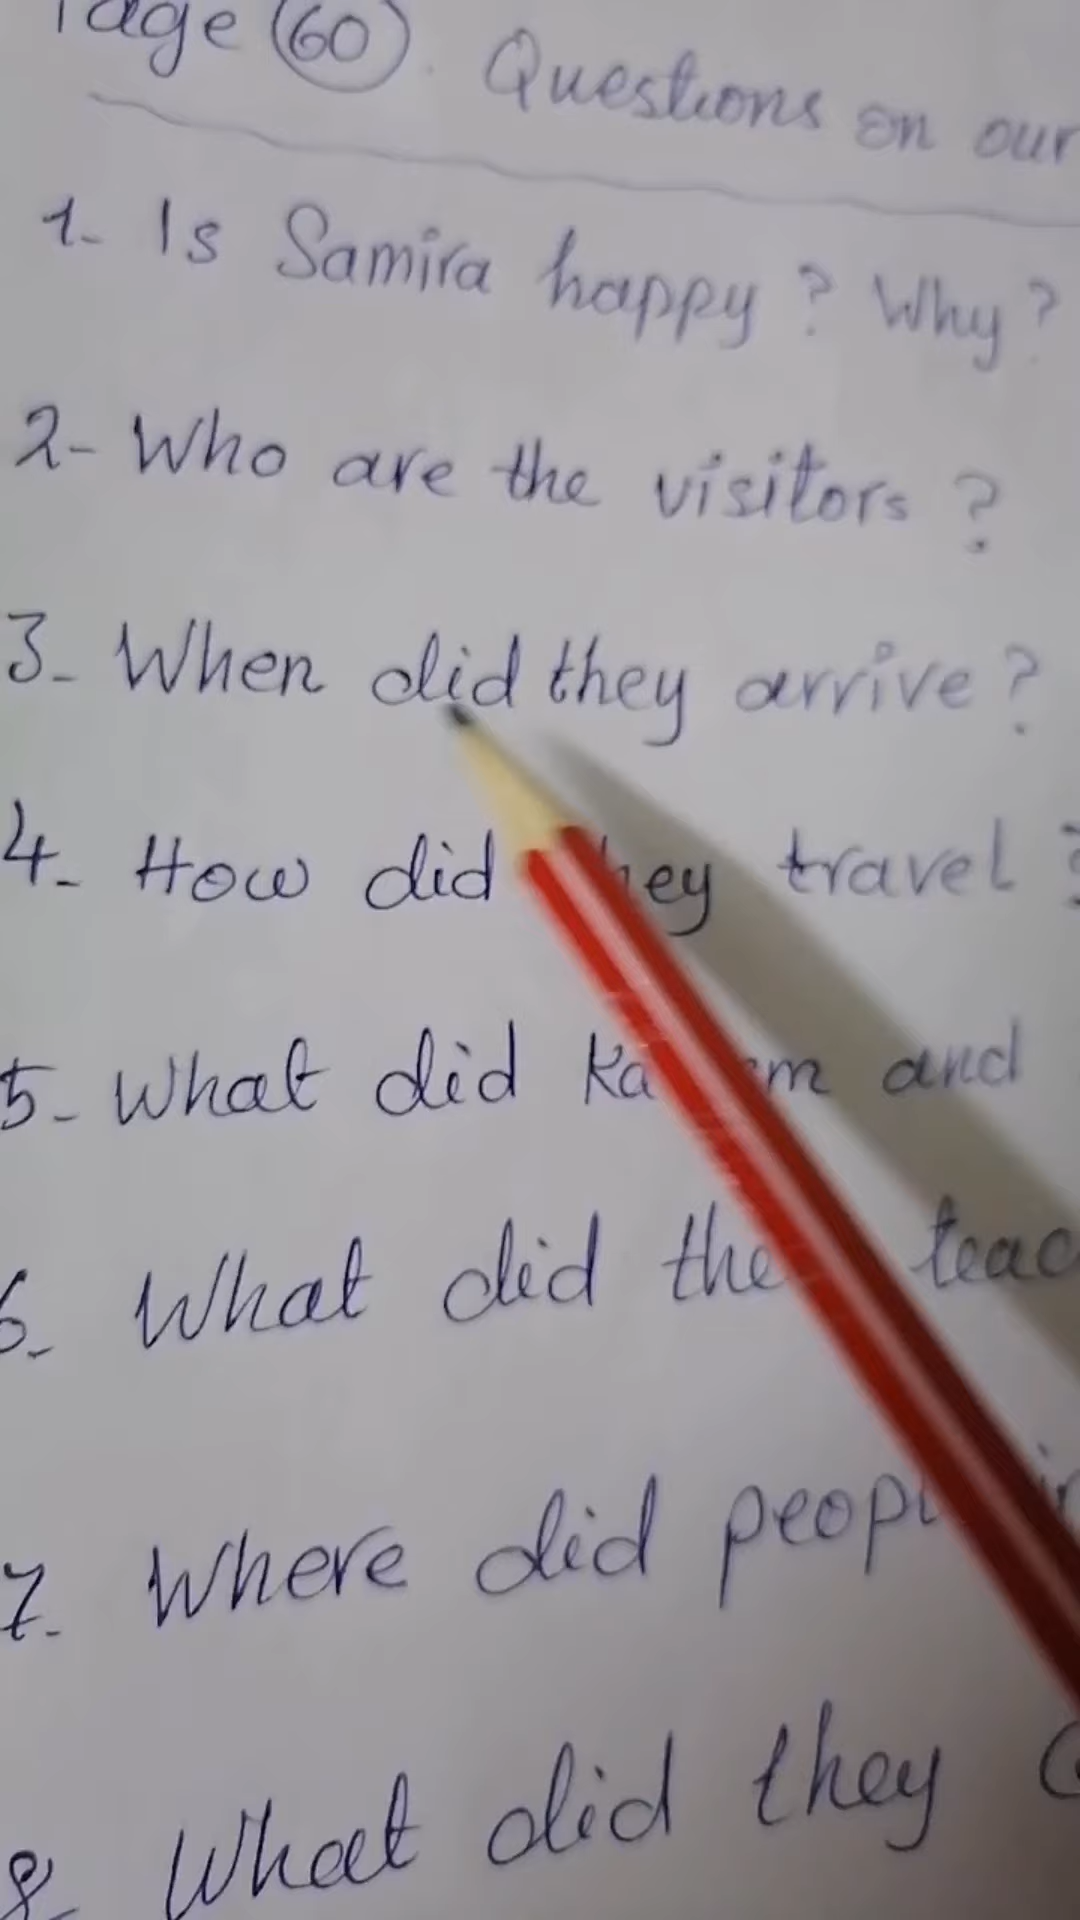 Page 60. Questions on our
1- Is Samira happy? Why?
2- Who are the visitors?
3- When did they arrive?
4- How did they travel ?
5- What did and
6- What did the
7- Where did
8 What did they